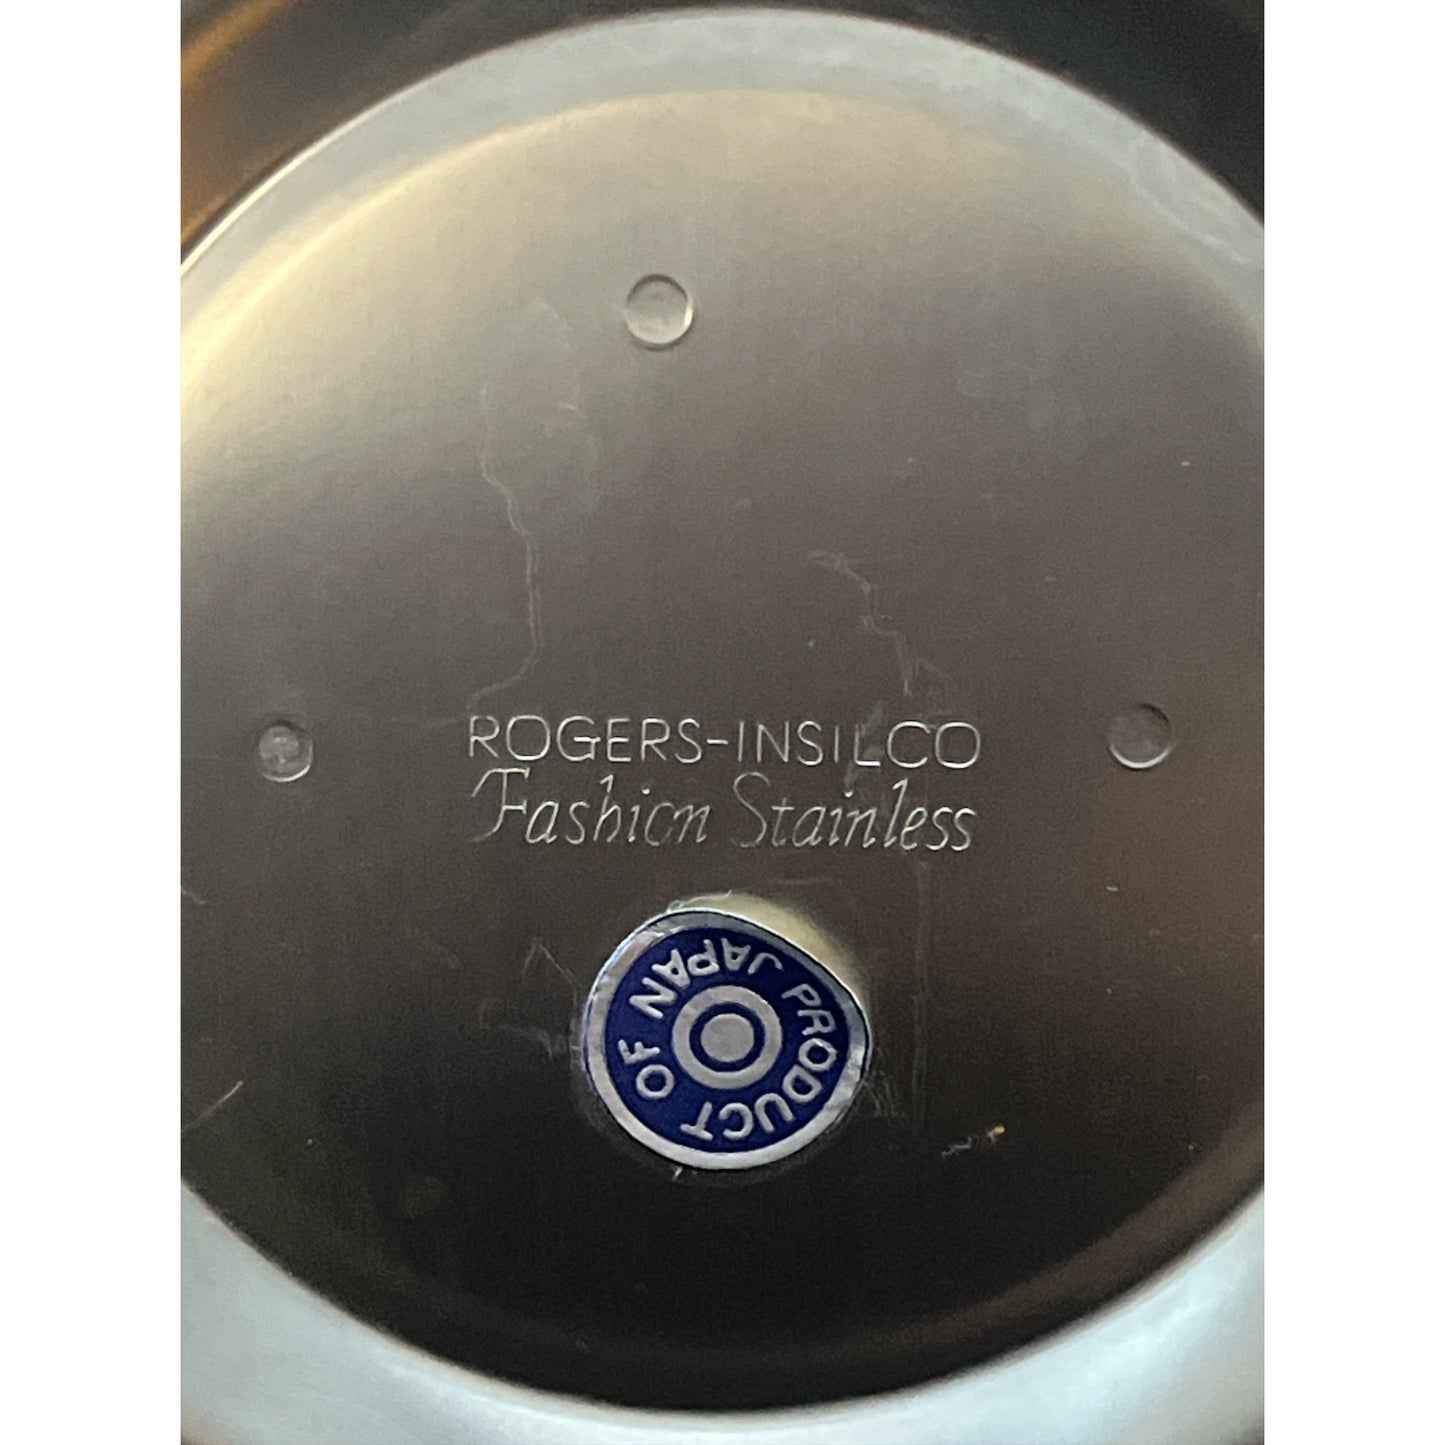 ROGERS-INSILCO
Fashion Stainless
PRODUCT OF JAPAN